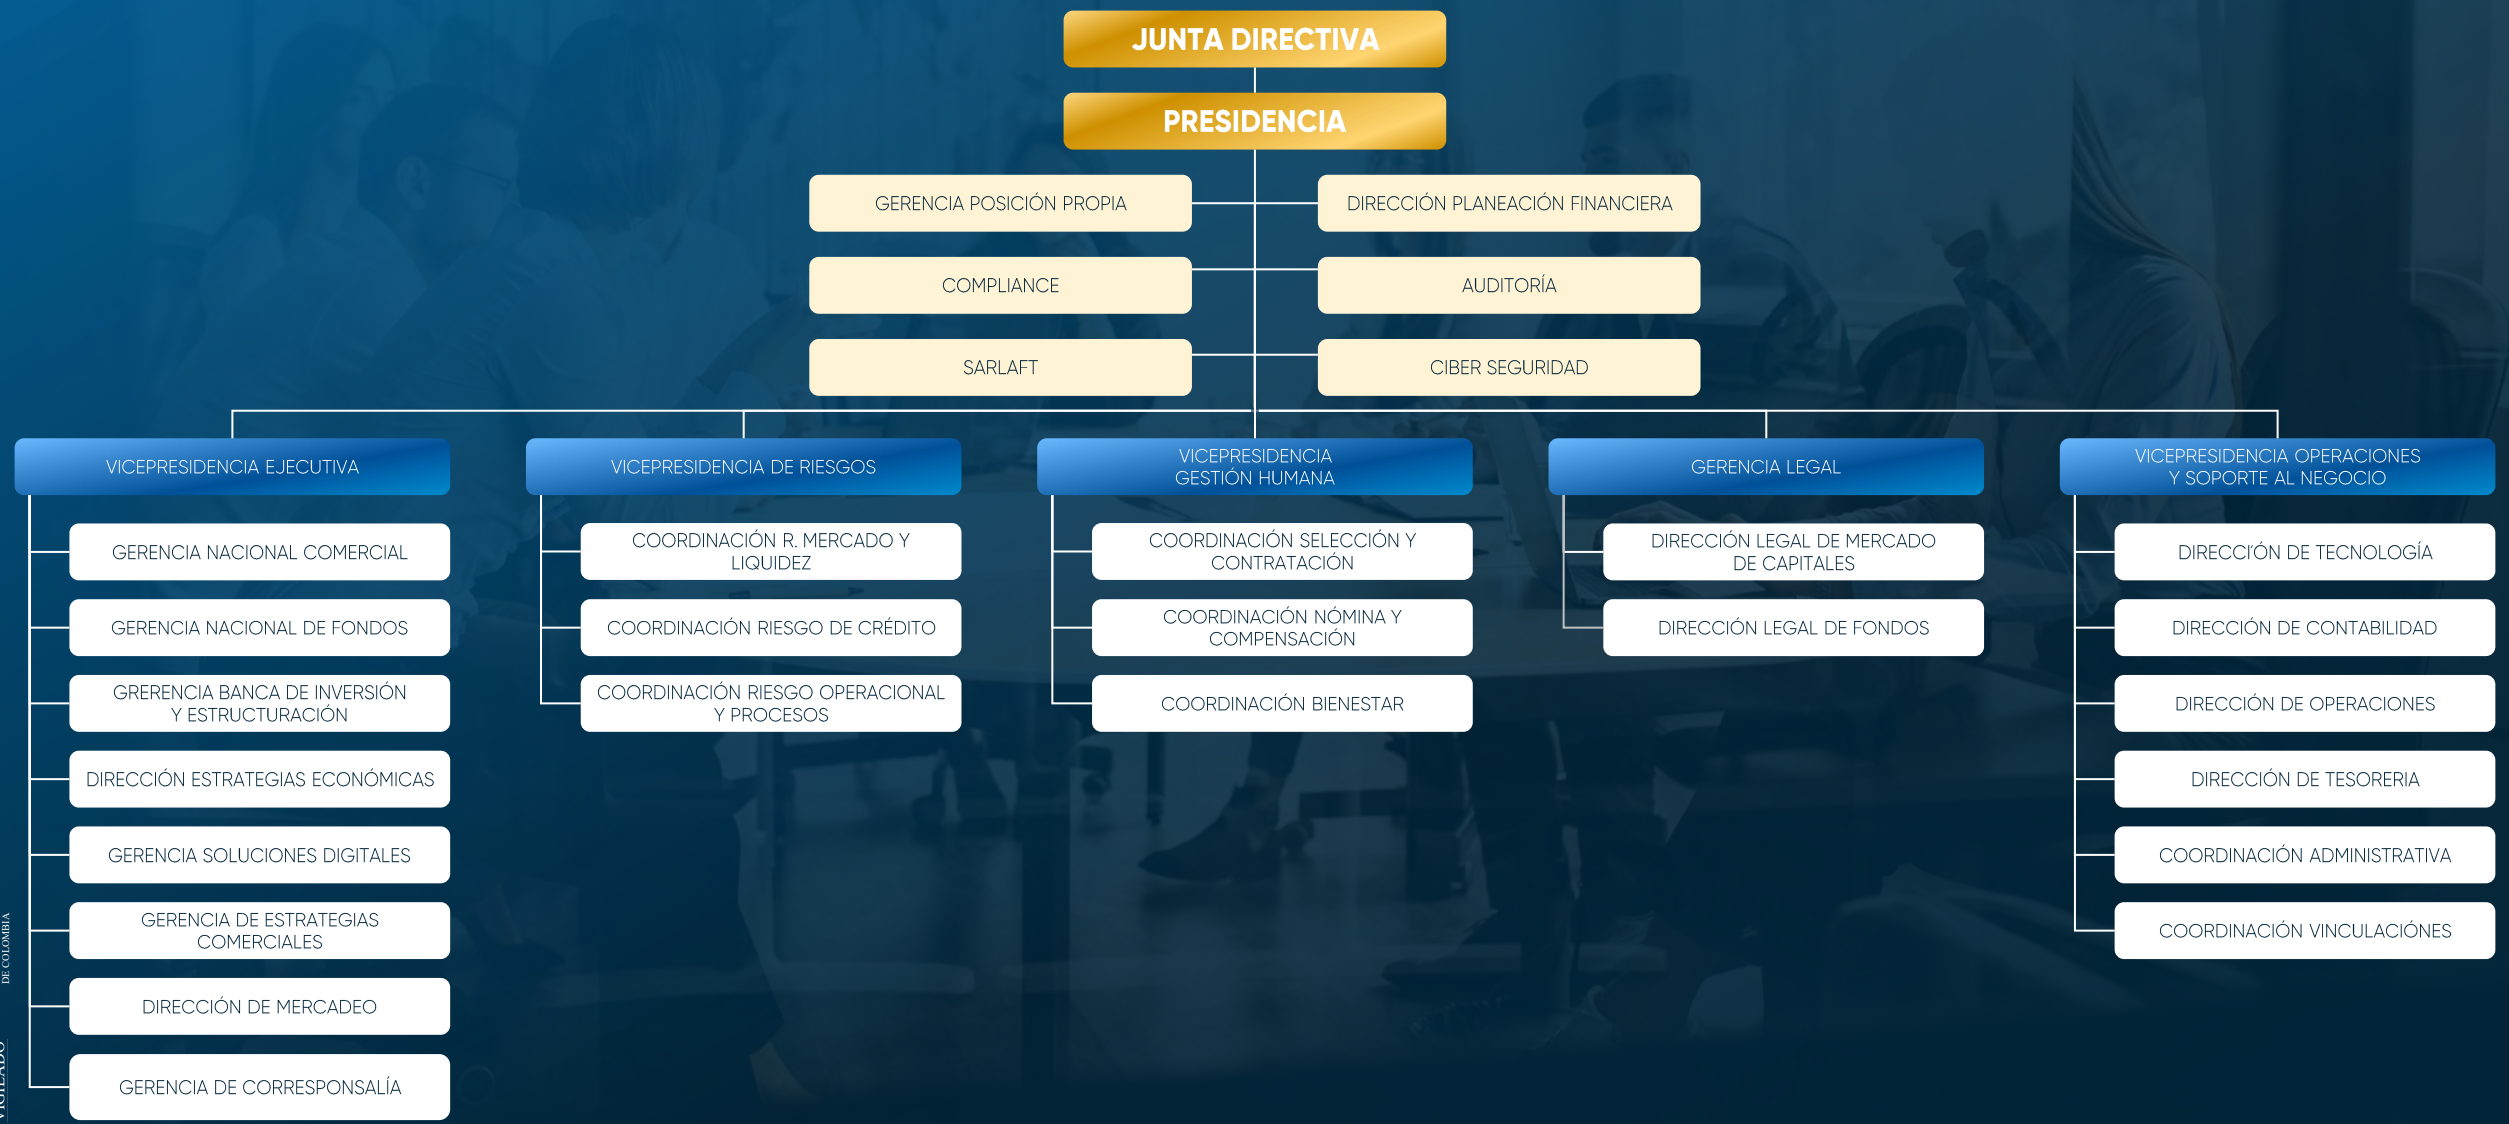 JUNTA DIRECTIVA
PRESIDENCIA
GERENCIA POSICIÓN PROPIA
DIRECCIÓN PLANEACIÓN FINANCIERA
COMPLIANCE
AUDITORÍA
SARLAFT
CIBER SEGURIDAD
VICEPRESIDENCIA EJECUTIVA
GERENCIA NACIONAL COMERCIAL
GERENCIA NACIONAL DE FONDOS
GRERENCIA BANCA DE INVERSIÓN
Y ESTRUCTURACIÓN
DIRECCIÓN ESTRATEGIAS ECONÓMICAS
GERENCIA SOLUCIONES DIGITALES
GERENCIA DE ESTRATEGIAS
COMERCIALES
DIRECCIÓN DE MERCADEO
GERENCIA DE CORRESPONSALÍA
VICEPRESIDENCIA DE RIESGOS
COORDINACIÓN R. MERCADO Y
LIQUIDEZ
COORDINACIÓN RIESGO DE CRÉDITO
COORDINACIÓN RIESGO OPERACIONAL
Y PROCESOS
VICEPRESIDENCIA
GESTIÓN HUMANA
COORDINACIÓN SELECCIÓN Y
CONTRATACIÓN
COORDINACIÓN NÓMINA Y
COMPENSACIÓN
COORDINACIÓN BIENESTAR
GERENCIA LEGAL
DIRECCIÓN LEGAL DE MERCADO
DE CAPITALES
DIRECCIÓN LEGAL DE FONDOS
VICEPRESIDENCIA OPERACIONES
Y SOPORTE AL NEGOCIO
DIRECCI´ÓN DE TECNOLOGÍA
DIRECCIÓN DE CONTABILIDAD
DIRECCIÓN DE OPERACIONES
DIRECCIÓN DE TESORERIA
COORDINACIÓN ADMINISTRATIVA
COORDINACIÓN VINCULACIÓNES
DE COLOMBIA
VIGILADO